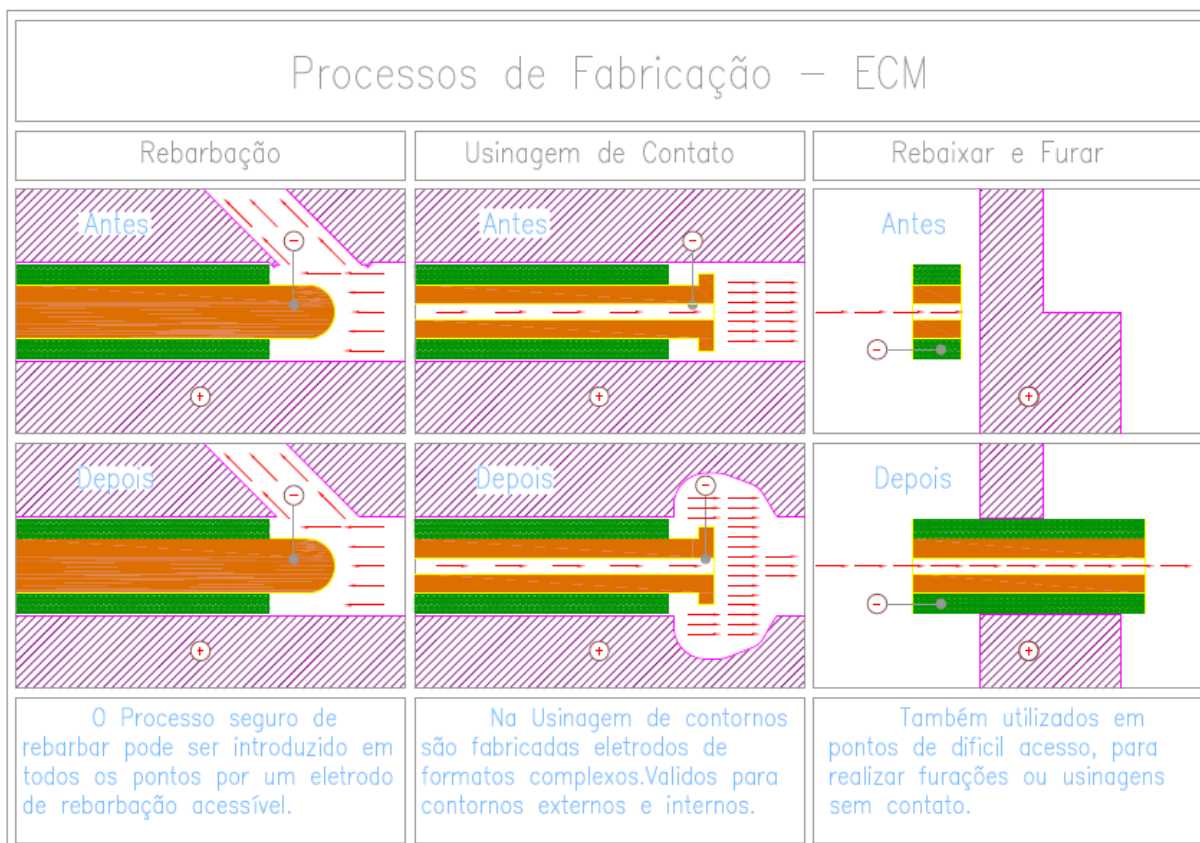 Processos de Fabricação - ECM
Rebarbação
Usinagem de Contato
Rebaixar e Furar
Antes
Antes
Antes
-
-
-
+
+
+
Depois
Depois
Depois
-
-
-
+
+
+
O Processo seguro de
rebarbar pode ser introduzido em
todos os pontos por um eletrodo
de rebarbação acessível.
Na Usinagem de contornos
são fabricadas eletrodos de
formatos complexos.Validos para
contornos externos e internos.
Também utilizados em
pontos de dificil acesso, para
realizar furações ou usinagens
sem contato.